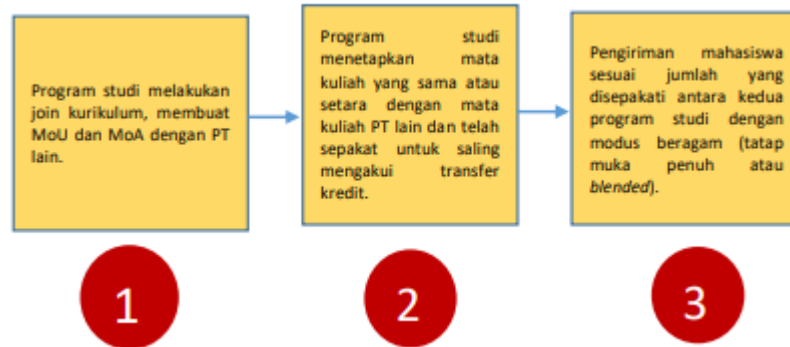 Program studi melakukan
join kurikulum, membuat
MoU dan MoA dengan PT
lain.
Program studi
menetapkan mata
kuliah yang sama atau
setara dengan mata
kuliah PT lain dan telah
sepakat untuk saling
mengakui transfer
kredit.
Pengiriman mahasiswa
sesuai jumlah yang
disepakati antara kedua
program studi dengan
modus beragam (tatap
muka penuh atau
blended).
1
2
3